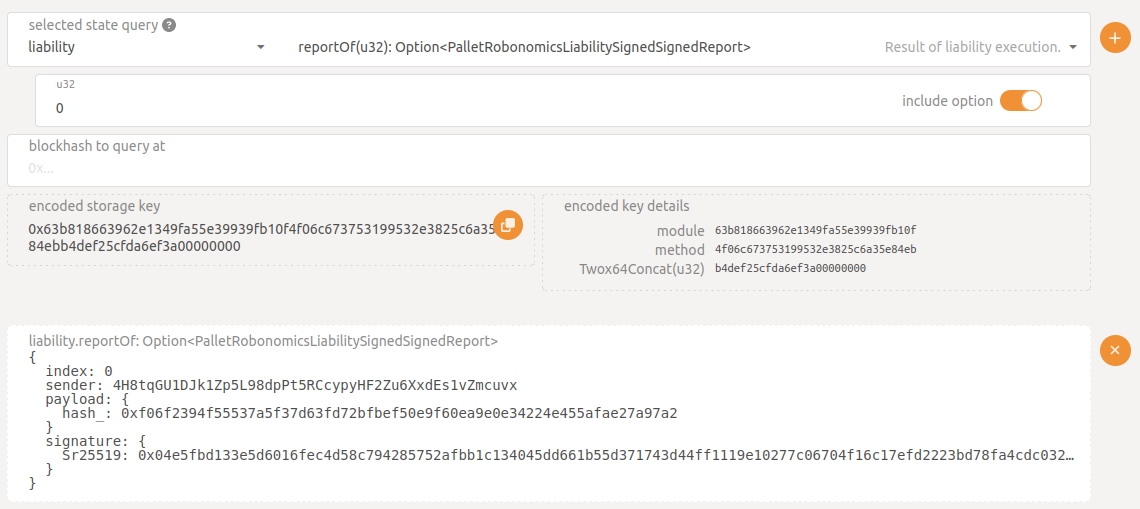 selected state query ?
liability reportOf(u32): Option<PalletRobonomicsLiabilitySignedSignedReport> Result of liability execution.
u32
0 include option
blockhash to query at
0x...
encoded storage key
0x63b818663962e1349fa55e39939fb10f4f06c673753199532e3825c6a35
84ebb4def25cfda6ef3a00000000
encoded key details
module 63b818663962e1349fa55e39939fb10f
method 4f06c673753199532e3825c6a35e84eb
Twox64Concat(u32) b4def25cfda6ef3a00000000
liability.reportOf: Option<PalletRobonomicsLiabilitySignedSignedReport>
{
index: 0
sender: 4H8tqGU1DJk1Zp5L98dpPt5RCcypyHF2Zu6XxdEs1vZmcuvx
payload: {
hash_: 0xf06f2394f55537a5f37d63fd72bfbef50e9f60ea9e0e34224e455afae27a97a2
}
signature: {
Sr25519: 0x04e5fbd133e5d6016fec4d58c794285752afbb1c134045dd661b55d371743d44ff1119e10277c06704f16c17efd2223bd78fa4cdc032…
}
}